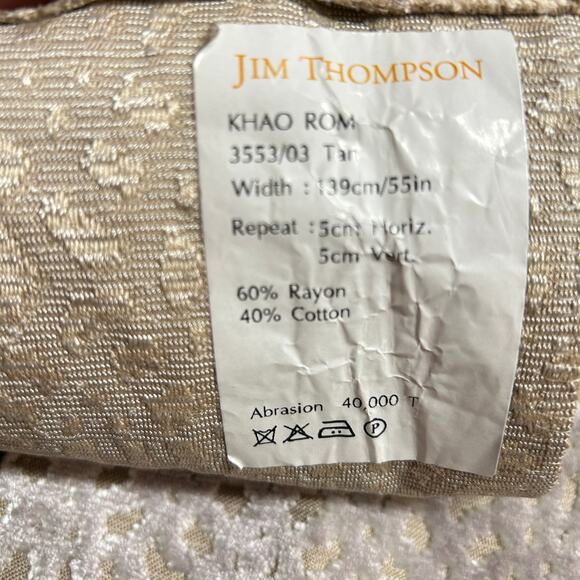 JIM THOMPSON
KHAO ROM
3553/03 Tan
Width : 139cm/55in
Repeat : 5cm Horiz.
5cm Vert.
60% Rayon
40% Cotton
Abrasion 40,000 T
P